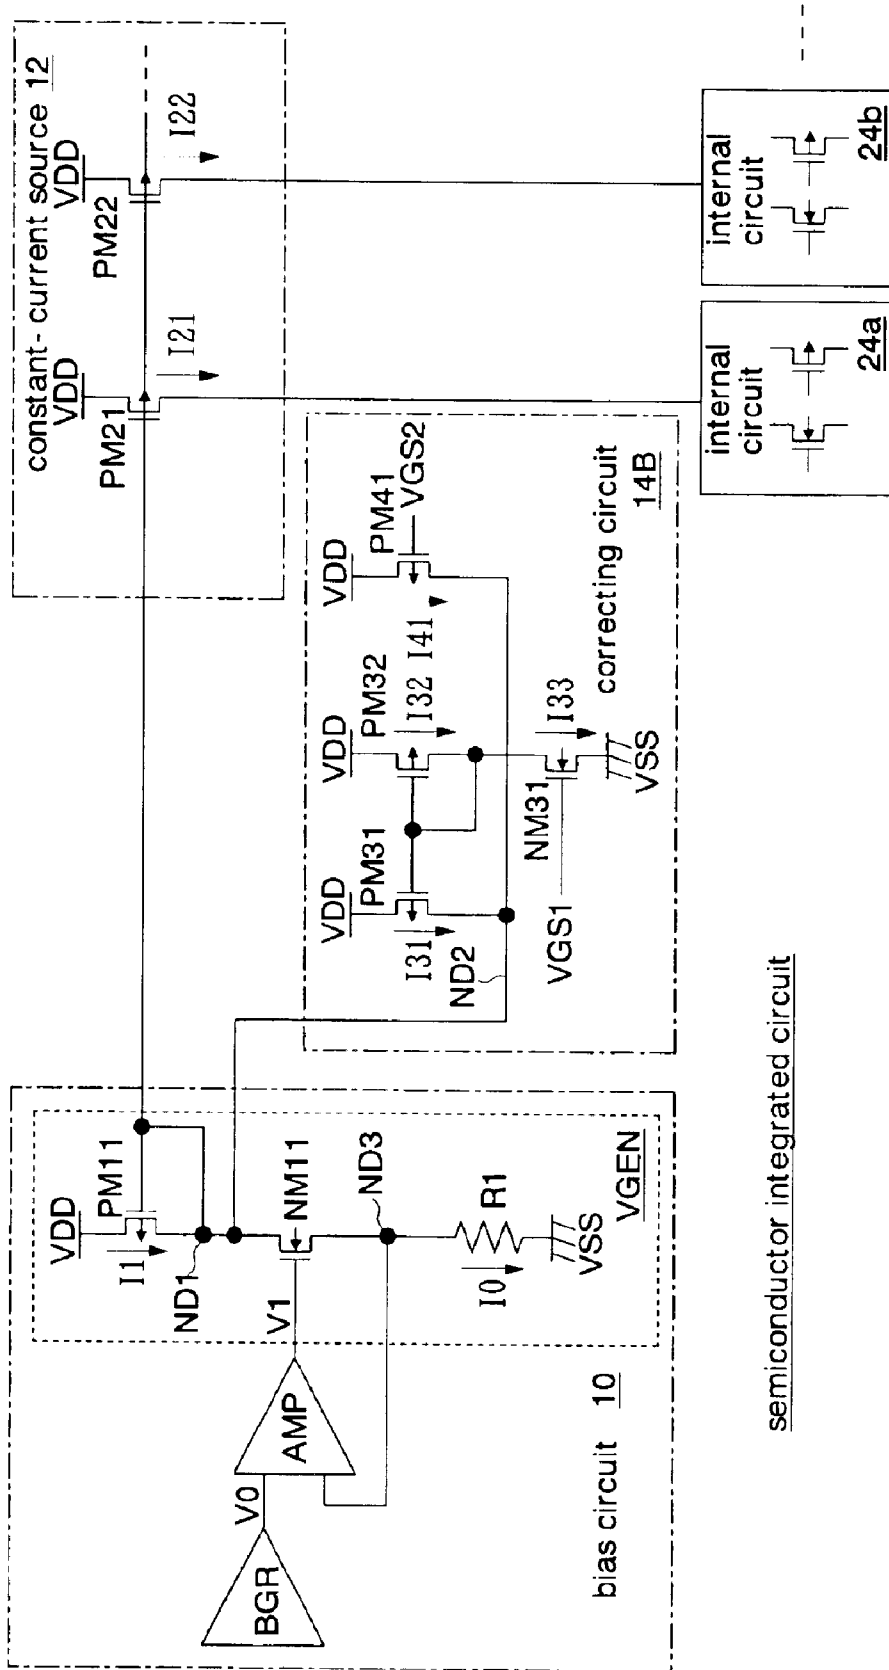 constant-current source 12
VDD
PM21
I21
VDD
PM22
I22
VDD
PM11
I1
ND1
V1
NM11
ND3
R1
I0
VSS
VGEN
BGR
V0
AMP
bias circuit 10
VDD
PM31
I31
ND2
VDD
PM32
I32
VDD
PM41
VGS2
I41
VGS1
NM31
I33
VSS
correcting circuit
14B
internal
circuit
24a
internal
circuit
24b
semiconductor integrated circuit